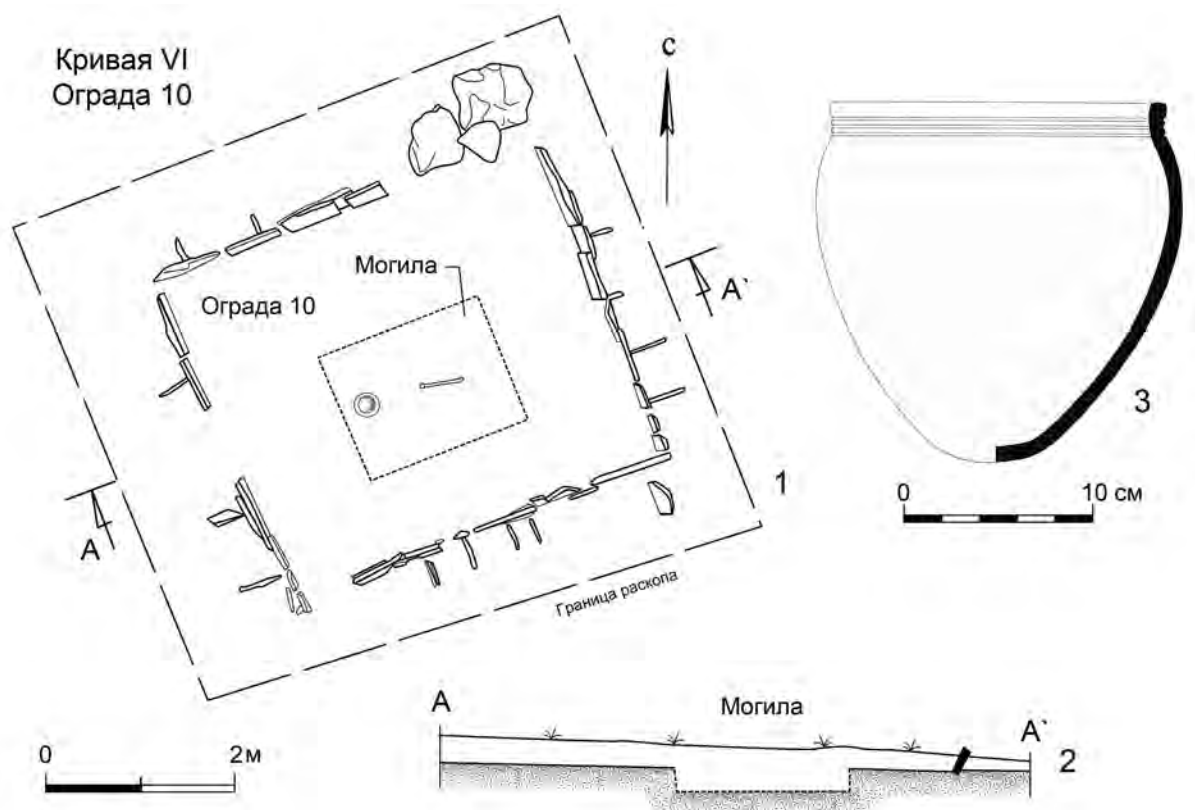 Кривая VI
Ограда 10
с
Могила
А`
Ограда 10
3
1
0 10 см
А
Граница раскопа
А Могила А`
2
0 2м